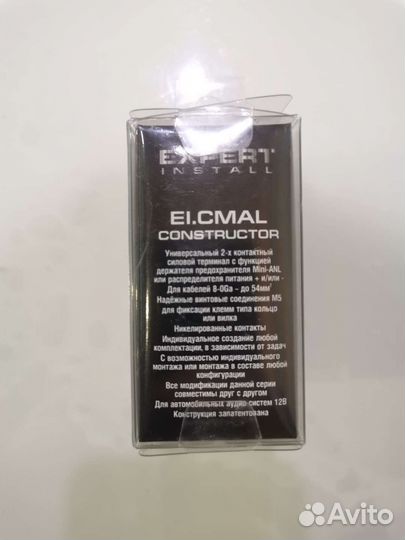 EXPERT
INSTALL
EI.CMAL
CONSTRUCTOR
Универсальный 2-х контактный
силовой терминал с функцией
держателя предохранителя Mini-ANL
или распределителя питания + и/или -
Для кабелей 8-0Ga - до 54мм²
Надёжные винтовые соединения М5
для фиксации клемм типа кольцо
или вилка
Никелированные контакты
Индивидуальное создание любой
комплектации, в зависимости от задач
С возможностью индивидуального
монтажа или монтажа в составе любой
конфигурации
Все модификации данной серии
совместимы друг с другом
Для автомобильных аудио систем 12В
Конструкция запатентована
Avito